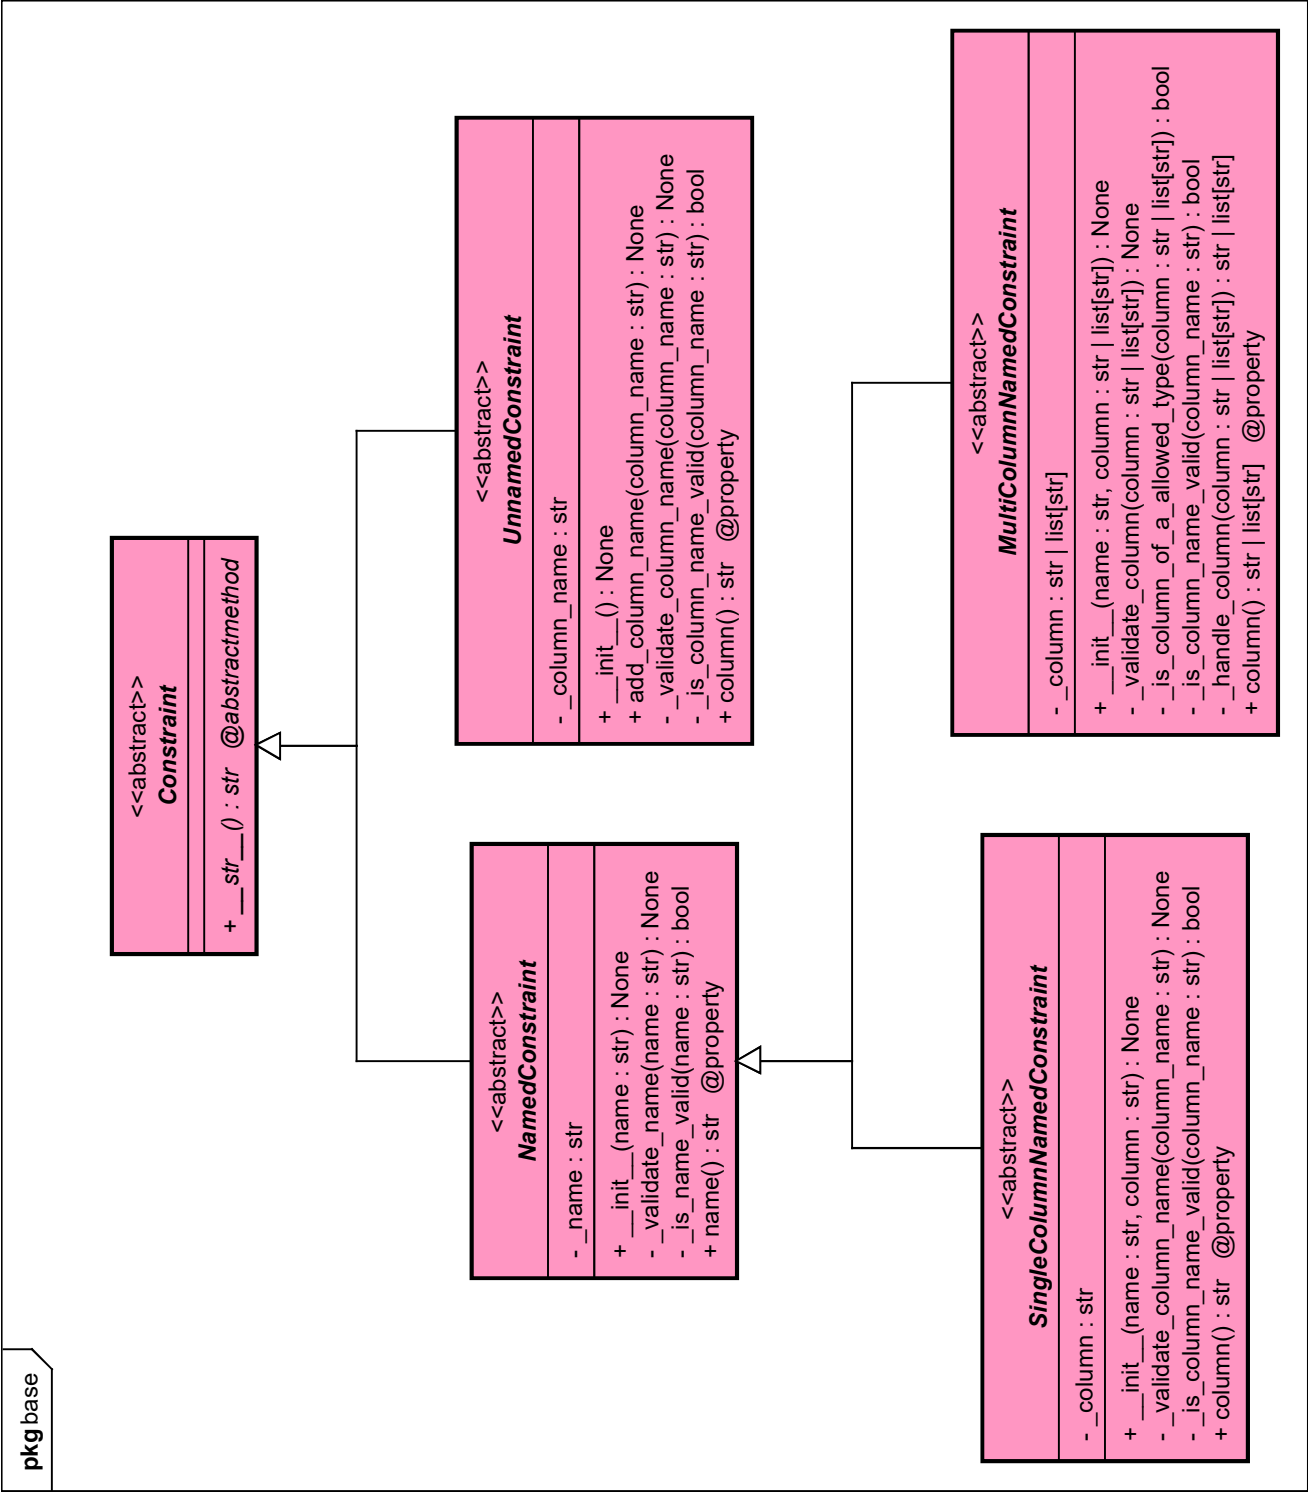 pkg base
<<abstract>>
Constraint
+ __str__() : str @abstractmethod
<<abstract>>
NamedConstraint
- _name : str
+ __init__(name : str) : None
- _validate_name(name : str) : None
- _is_name_valid(name : str) : bool
+ name() : str @property
<<abstract>>
UnnamedConstraint
- _column_name : str
+ __init__() : None
+ add_column_name(column_name : str) : None
- _validate_column_name(column_name : str) : None
- _is_column_name_valid(column_name : str) : bool
+ column() : str @property
<<abstract>>
SingleColumnNamedConstraint
- _column : str
+ __init__(name : str, column : str) : None
- _validate_column_name(column_name : str) : None
- _is_column_name_valid(column_name : str) : bool
+ column() : str @property
<<abstract>>
MultiColumnNamedConstraint
- _column : str | list[str]
+ __init__(name : str, column : str | list[str]) : None
- _validate_column(column : str | list[str]) : None
- _is_column_of_a_allowed_type(column : str | list[str]) : bool
- _is_column_name_valid(column_name : str) : bool
- _handle_column(column : str | list[str]) : str | list[str]
+ column() : str | list[str] @property